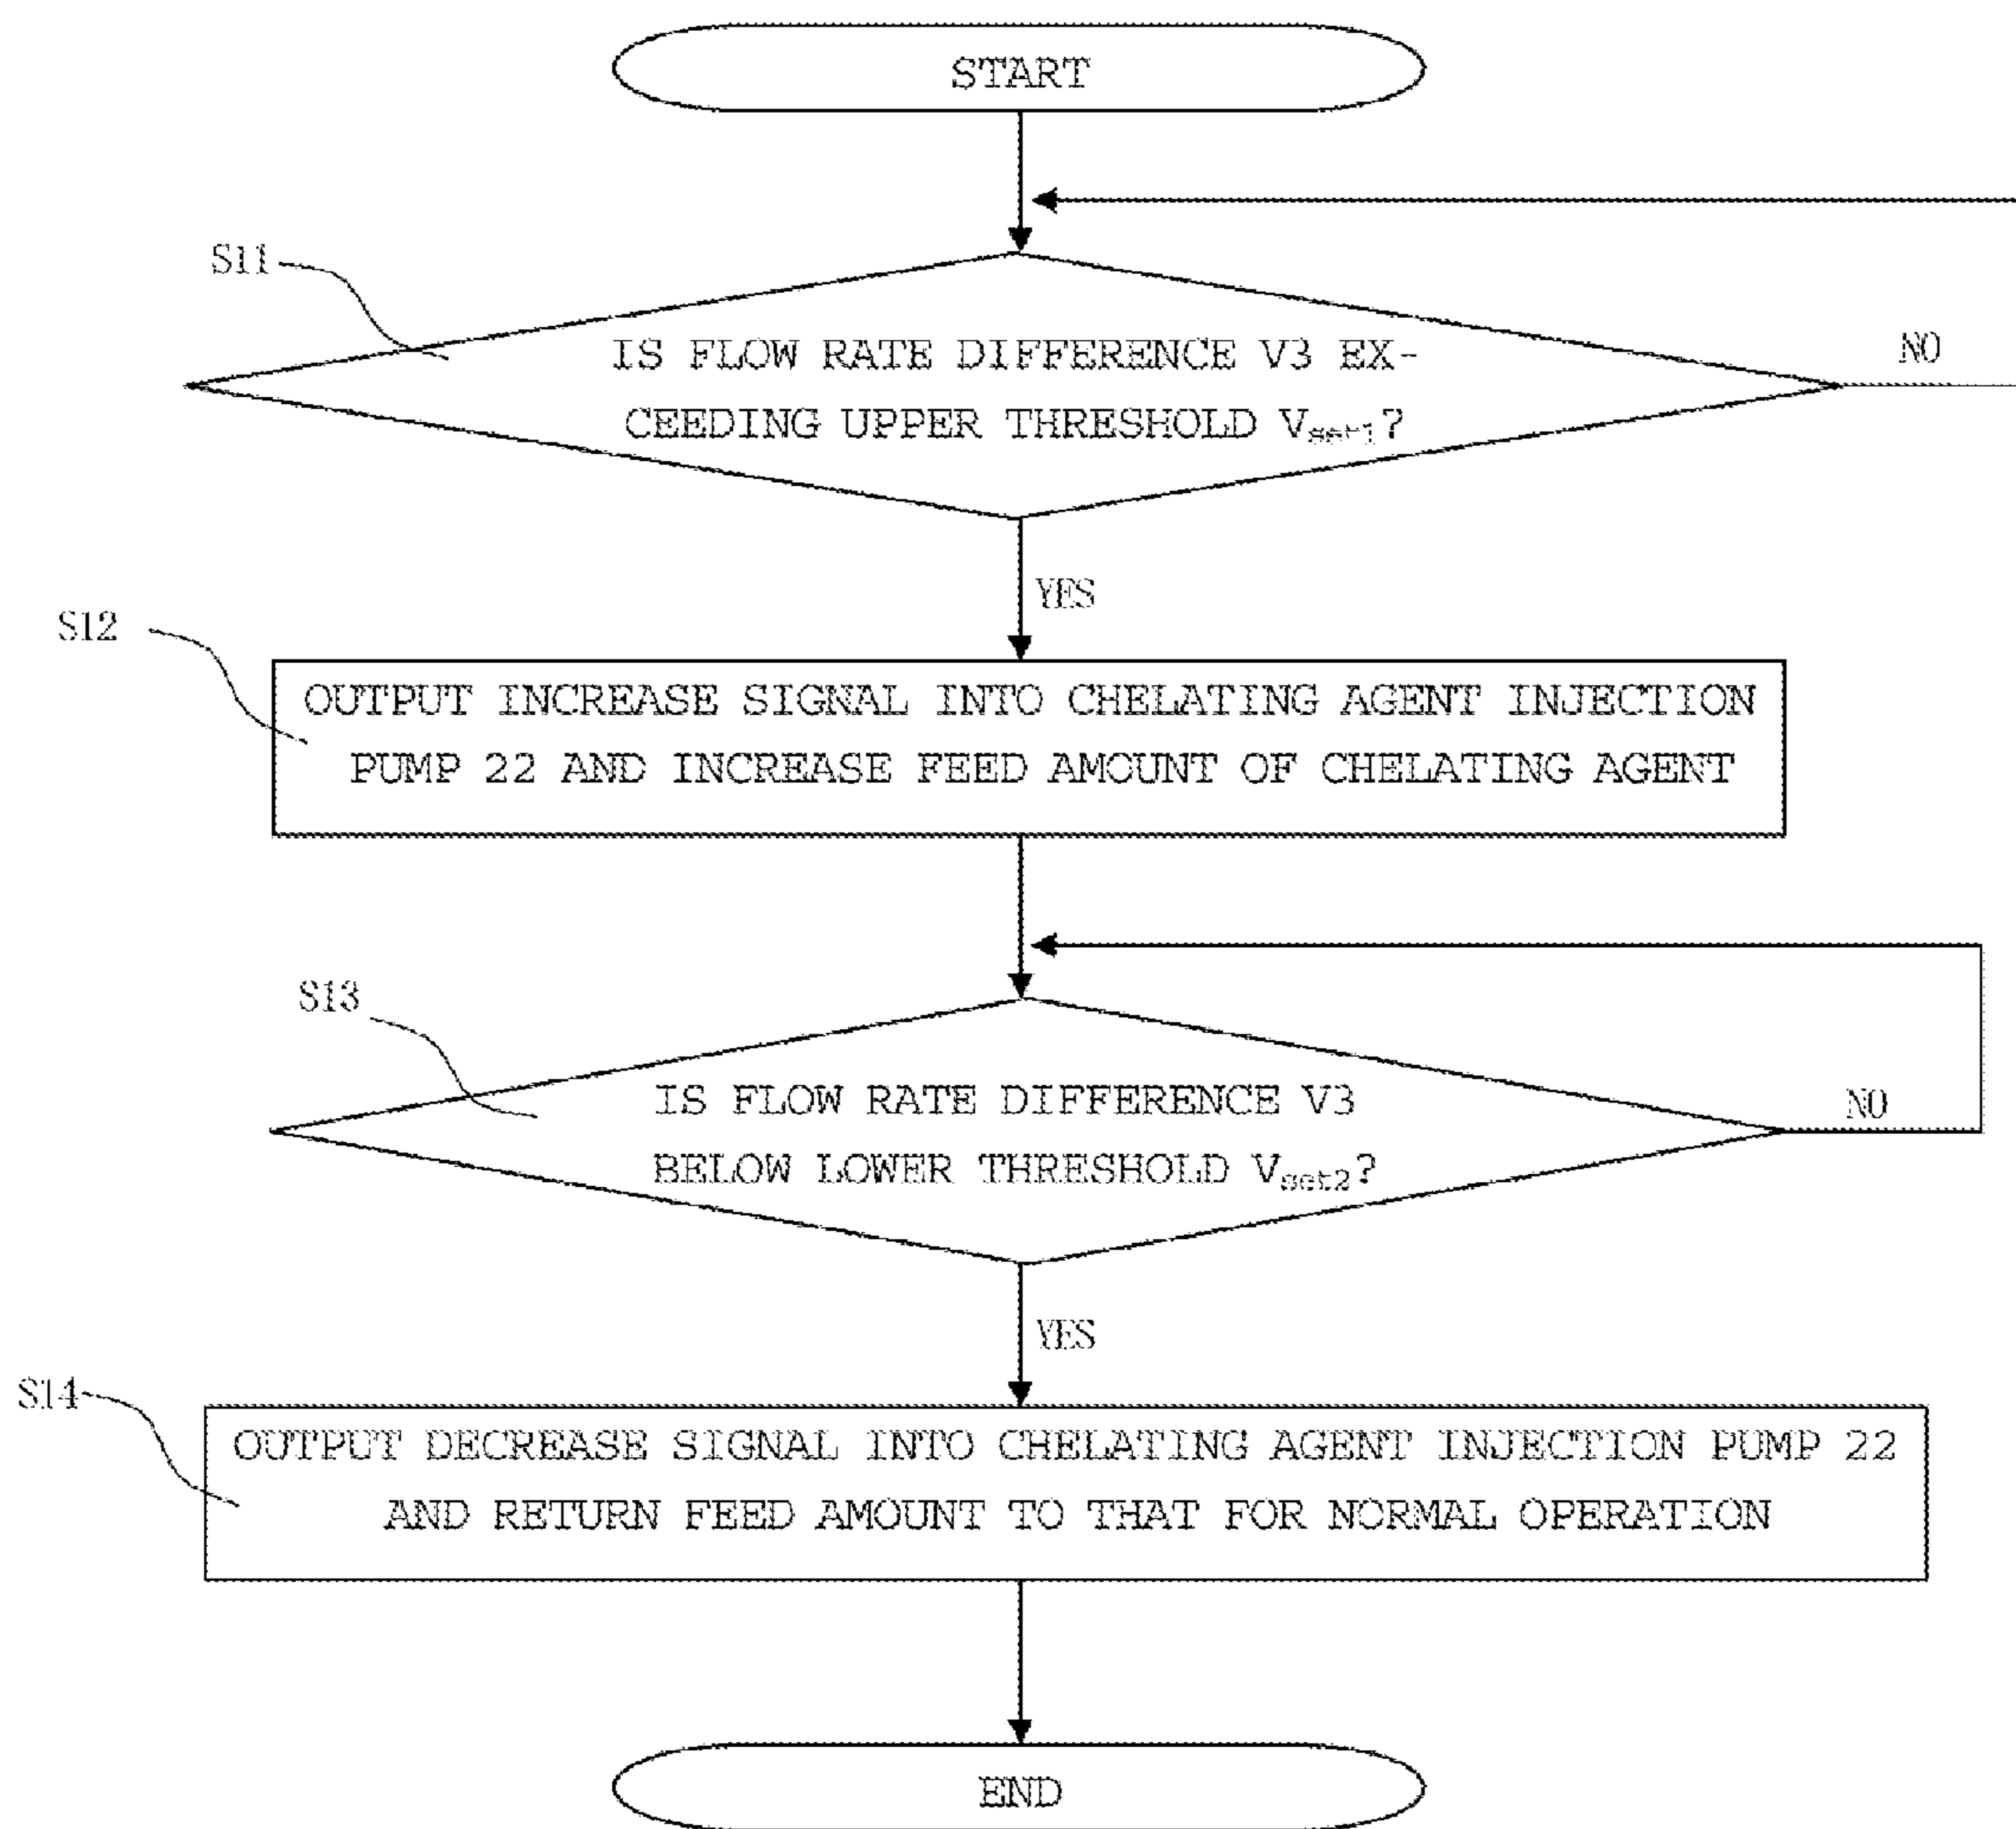 START
S11
IS FLOW RATE DIFFERENCE V3 EX-
CEEDING UPPER THRESHOLD Vset1?
NO
YES
S12
OUTPUT INCREASE SIGNAL INTO CHELATING AGENT INJECTION
PUMP 22 AND INCREASE FEED AMOUNT OF CHELATING AGENT
S13
IS FLOW RATE DIFFERENCE V3
BELOW LOWER THRESHOLD Vset2?
NO
YES
S14
OUTPUT DECREASE SIGNAL INTO CHELATING AGENT INJECTION PUMP 22
AND RETURN FEED AMOUNT TO THAT FOR NORMAL OPERATION
END